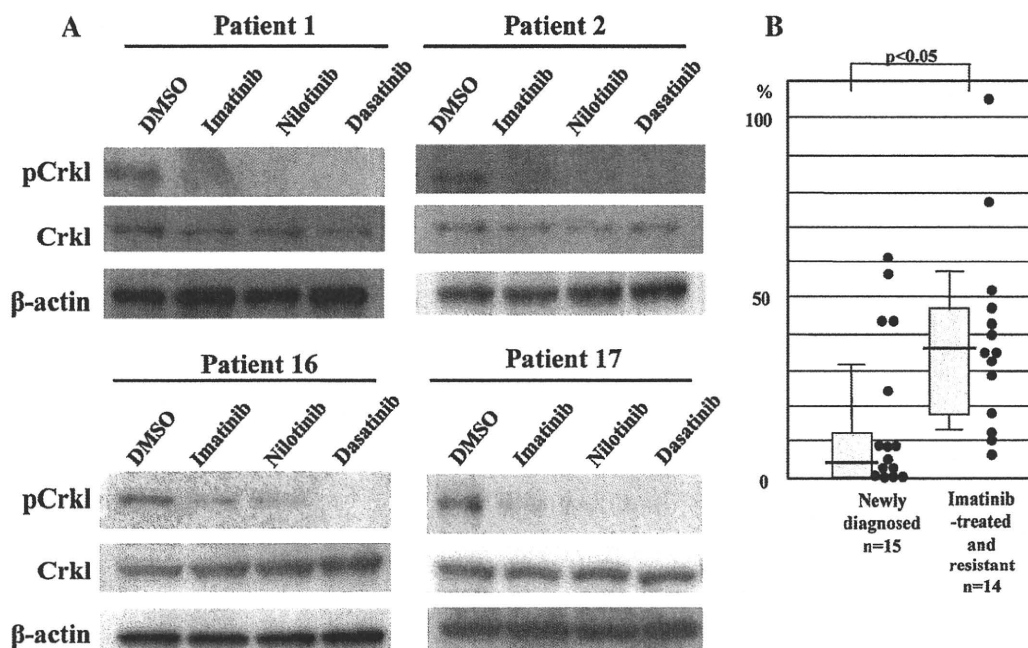 A
Patient 1
DMSO
Imatinib
Nilotinib
Dasatinib
pCrkl
Crkl
β-actin
Patient 2
DMSO
Imatinib
Nilotinib
Dasatinib
Patient 16
DMSO
Imatinib
Nilotinib
Dasatinib
pCrkl
Crkl
β-actin
Patient 17
DMSO
Imatinib
Nilotinib
Dasatinib
B
p<0.05
%
100
50
0
Newly
diagnosed
n=15
Imatinib
-treated
and
resistant
n=14